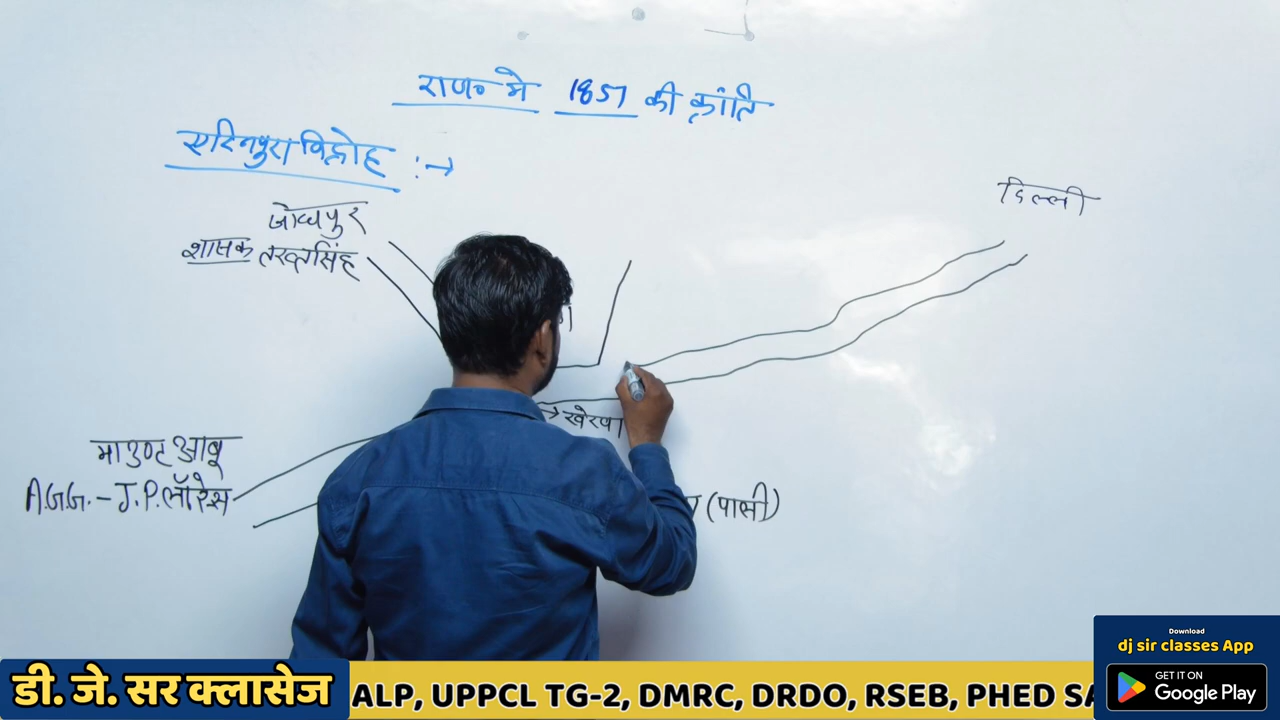 राज० मे 1857 की क्रांति
एरिनपुरा विद्रोह :→
जोधपुर
शासक तख्तसिंह
दिल्ली
→ खेरवा
माउण्ट आबू
A.G.G. - J.P. लॉरेंस
(पाली)
डी. जे. सर क्लासेज
ALP, UPPCL TG-2, DMRC, DRDO, RSEB, PHED SA
Download
dj sir classes App
GET IT ON
Google Play